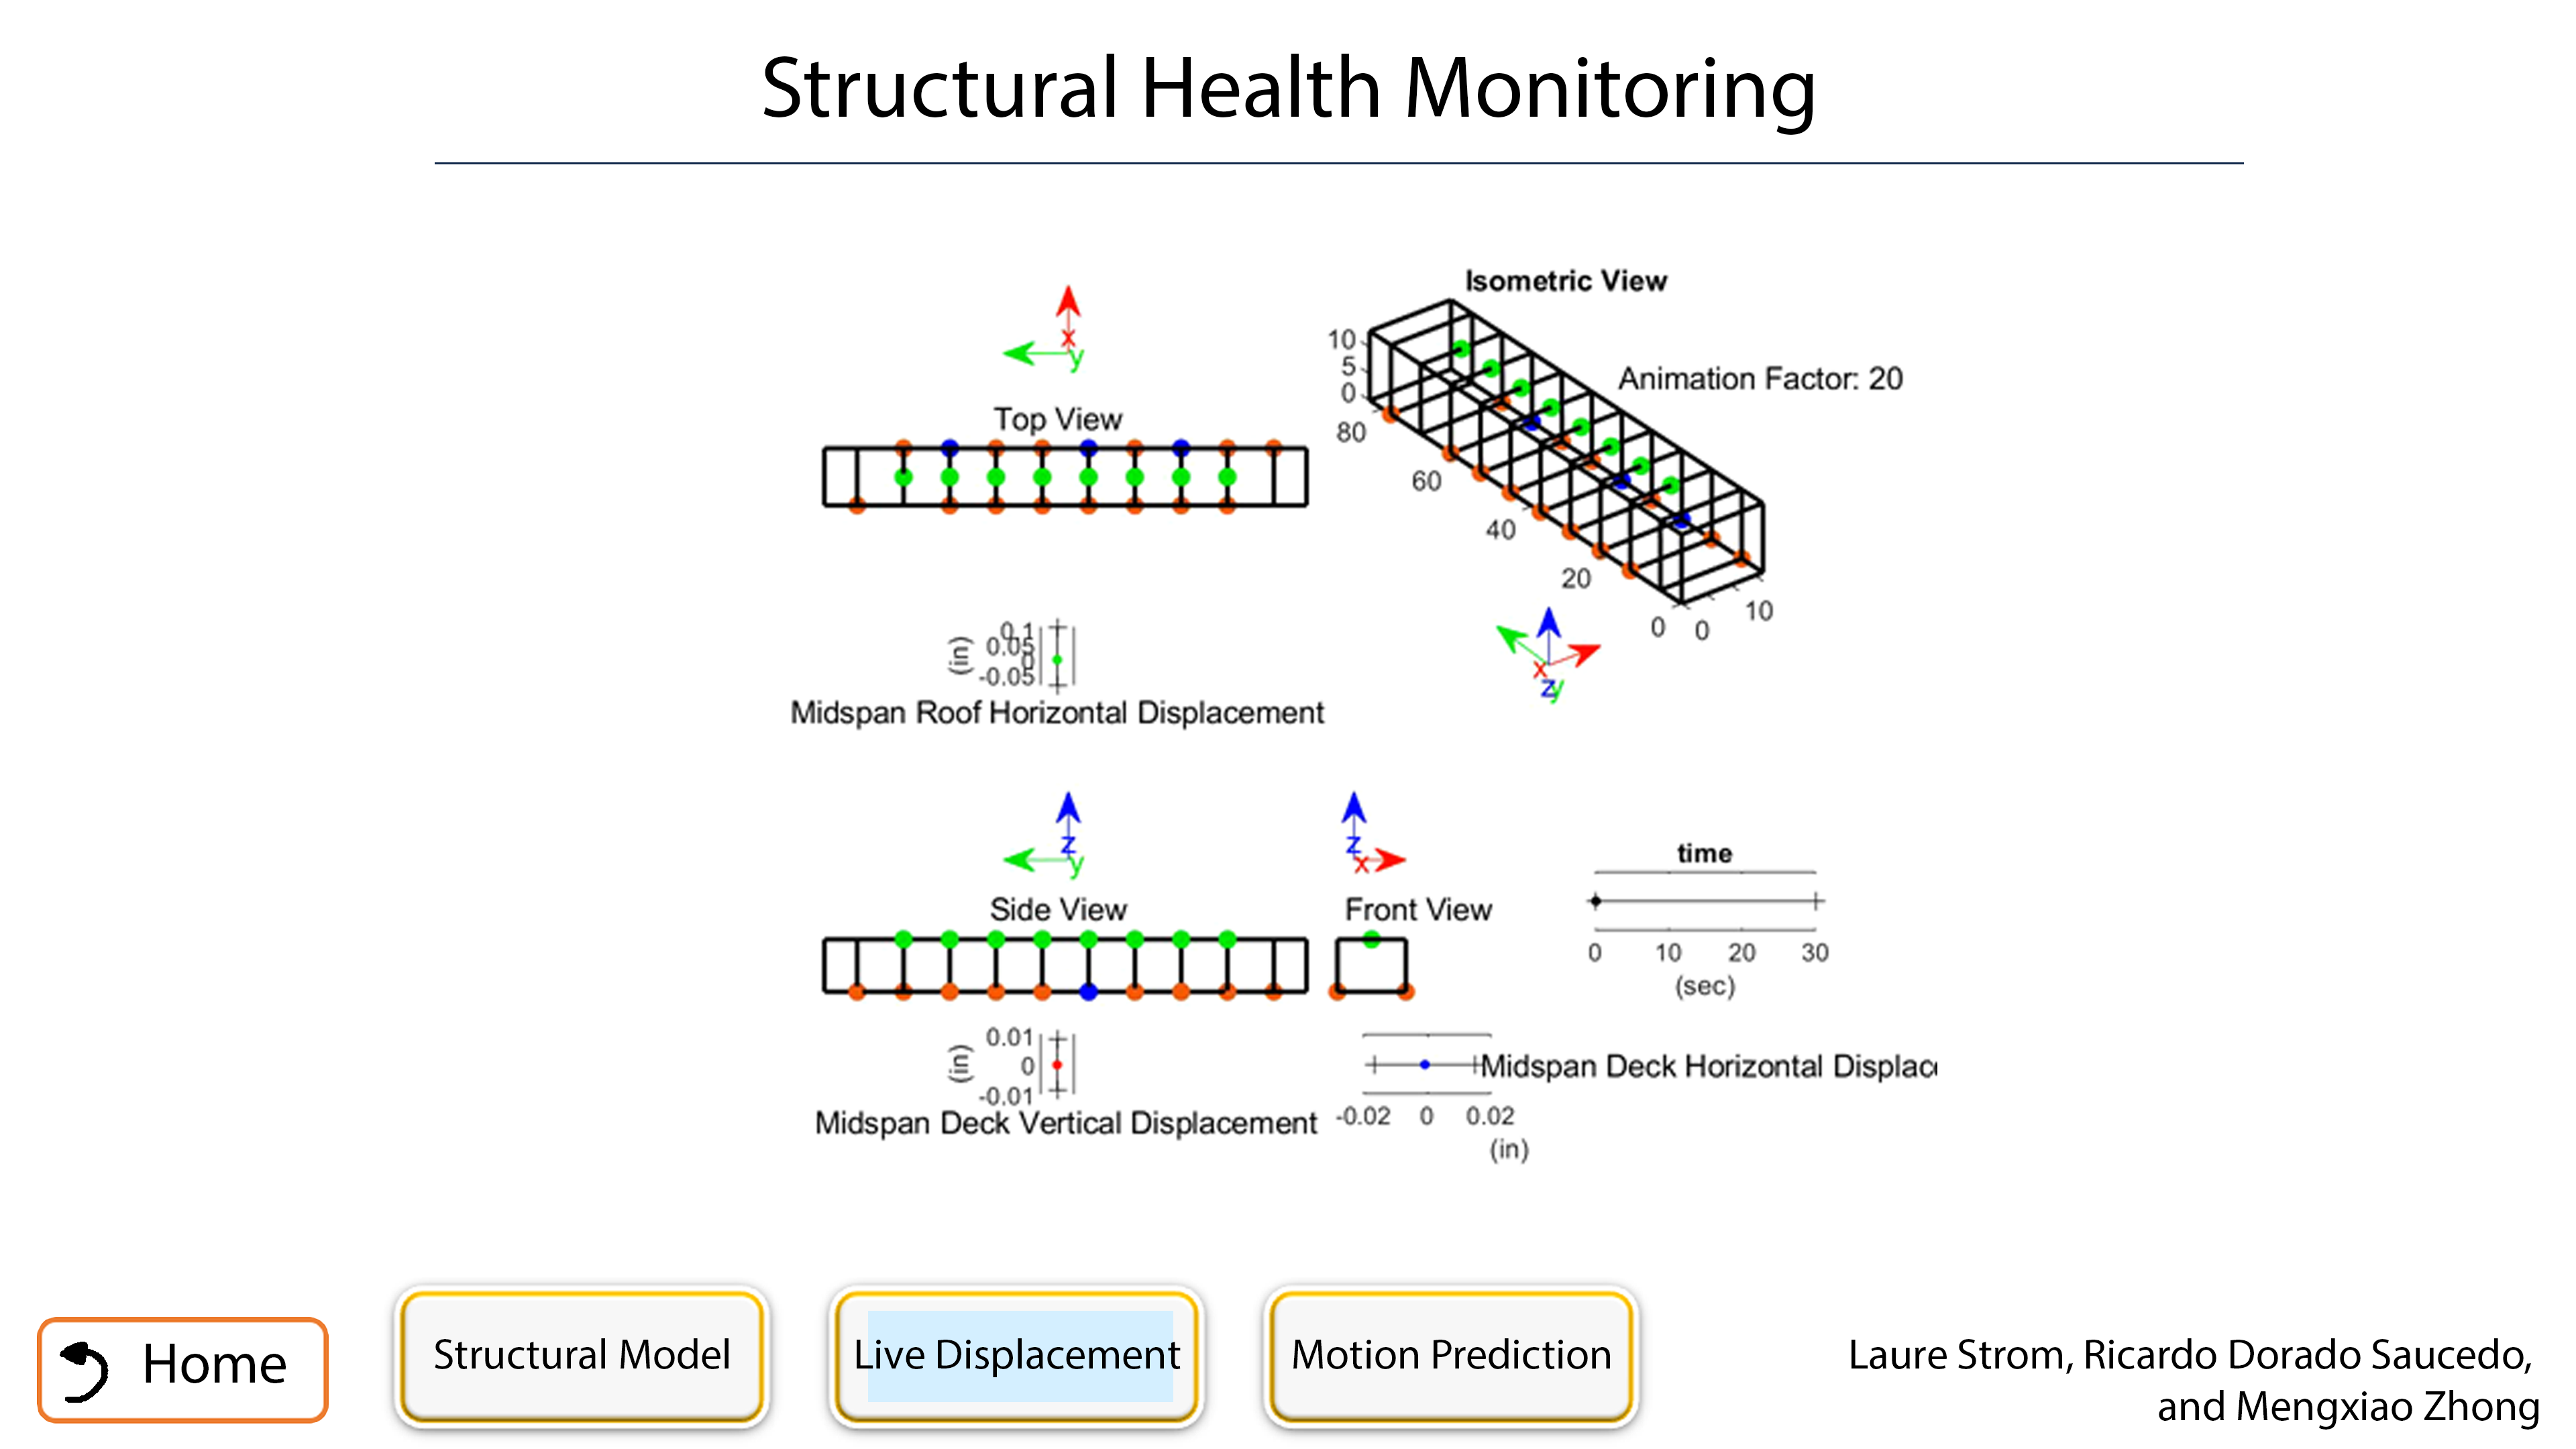 Structural Health Monitoring
Isometric View
Animation Factor: 20
10
5
0
80
60
40
20
0
0
10
x
y
z
x
y
Top View
0.1
0.05
0
-0.05
(in)
Midspan Roof Horizontal Displacement
z
y
Side View
z
x
Front View
time
0 10 20 30
(sec)
0.01
0
-0.01
(in)
Midspan Deck Vertical Displacement
Midspan Deck Horizontal Displac
-0.02 0 0.02
(in)
Home
Structural Model
Live Displacement
Motion Prediction
Laure Strom, Ricardo Dorado Saucedo,
and Mengxiao Zhong